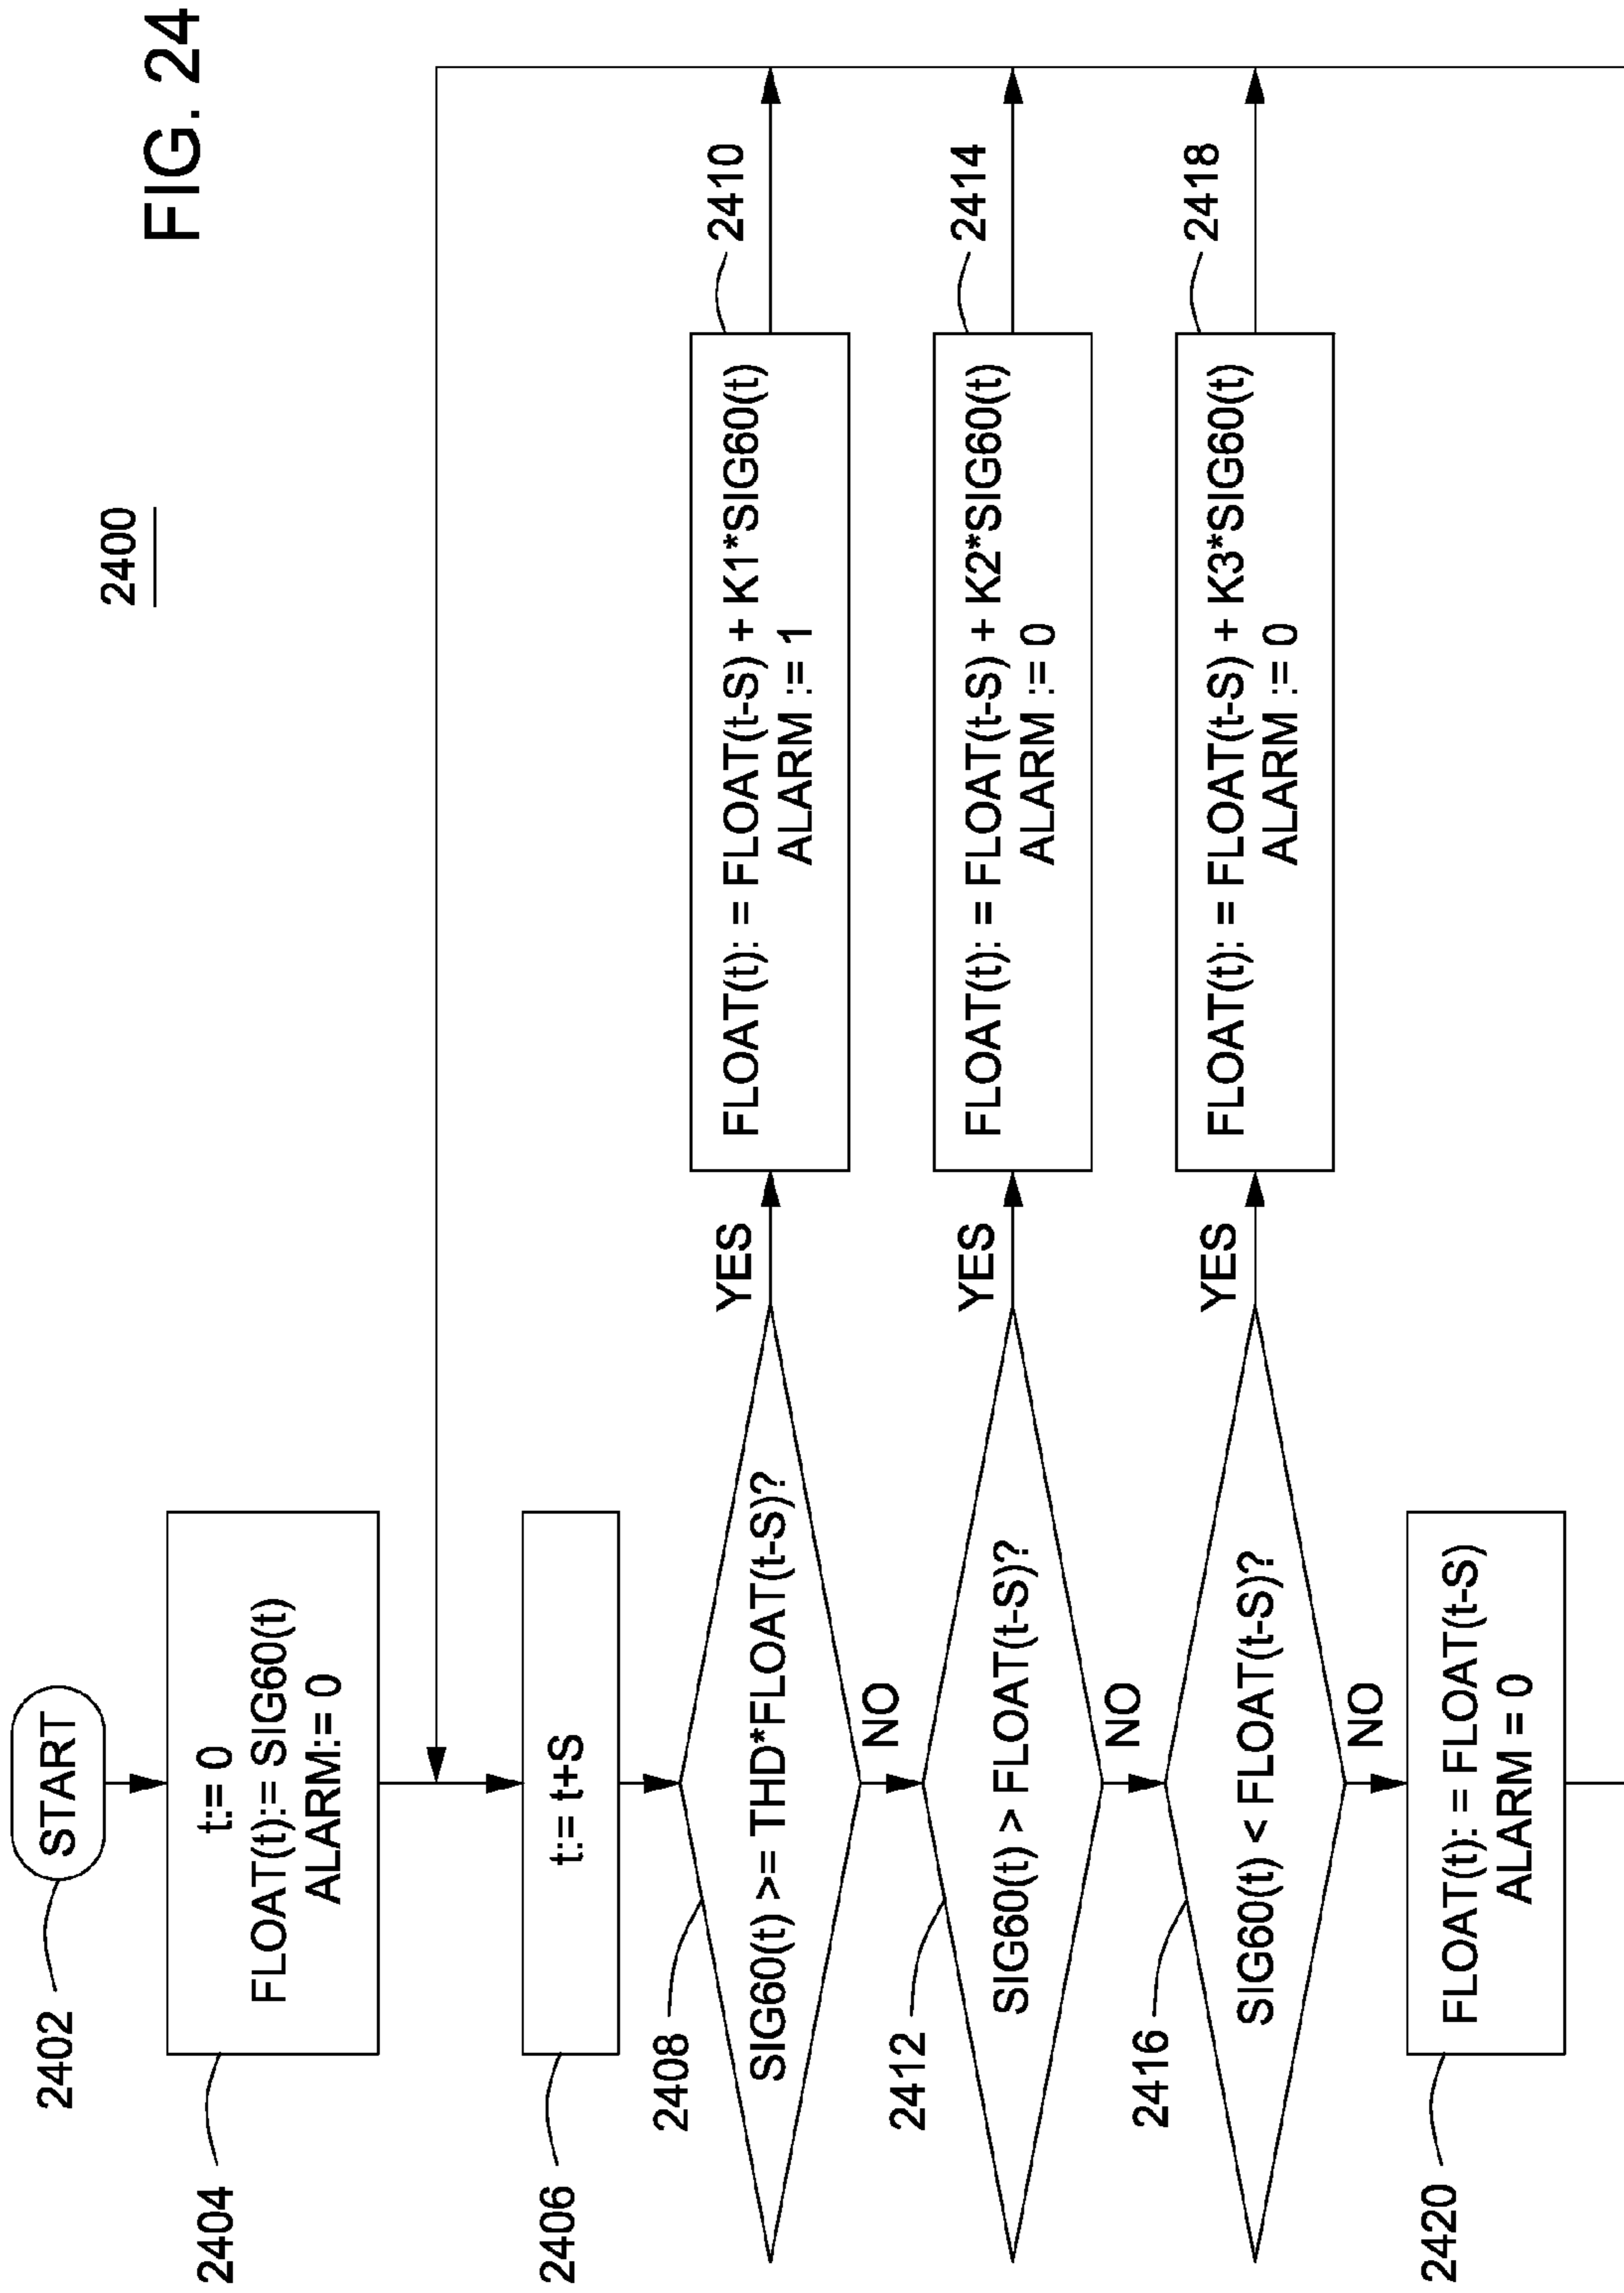 FIG. 24
2400
START
2402
t:= 0
FLOAT(t):= SIG60(t)
ALARM:= 0
2404
t:= t+S
2406
SIG60(t) >= THD*FLOAT(t-S)?
2408
YES
FLOAT(t): = FLOAT(t-S) + K1*SIG60(t)
ALARM := 1
2410
NO
SIG60(t) > FLOAT(t-S)?
2412
YES
FLOAT(t): = FLOAT(t-S) + K2*SIG60(t)
ALARM := 0
2414
NO
SIG60(t) < FLOAT(t-S)?
2416
YES
FLOAT(t): = FLOAT(t-S) + K3*SIG60(t)
ALARM := 0
2418
NO
FLOAT(t): = FLOAT(t-S)
ALARM = 0
2420